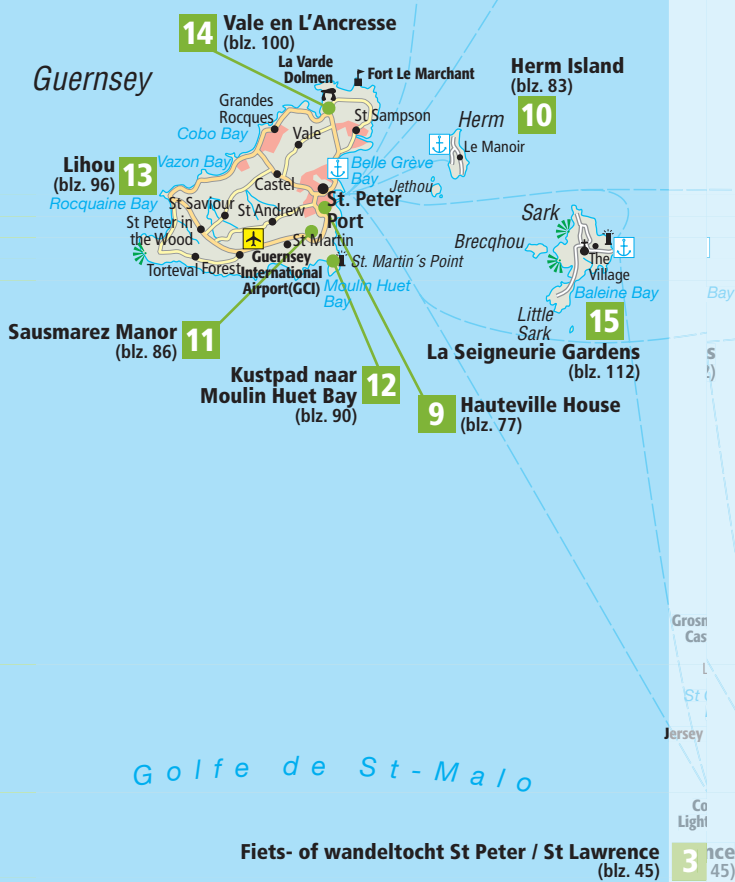 14 Vale en L’Ancresse
(blz. 100)
La Varde
Dolmen
Fort Le Marchant
Guernsey
Herm Island
(blz. 83)
10
Grandes
Rocques
St Sampson
Cobo Bay
Vale
Herm
Le Manoir
Lihou 13
(blz. 96)
Vazon Bay
Belle Grève
Bay
Castel
Jethou
Rocquaine Bay
St Saviour
St Andrew
St. Peter
Port
St Peter in
the Wood
Sark
Brecqhou
St Martin
Torteval
Forest
Guernsey
International
Airport(GCI)
St. Martin´s Point
Moulin Huet
Bay
The
Village
Baleine Bay
Bay
Little
Sark
15
La Seigneurie Gardens
(blz. 112)
Sausmarez Manor 11
(blz. 86)
Kustpad naar
Moulin Huet Bay 12
(blz. 90)
9 Hauteville House
(blz. 77)
Jersey
Golfe de St-Malo
Fiets- of wandeltocht St Peter / St Lawrence 3
(blz. 45)
45)